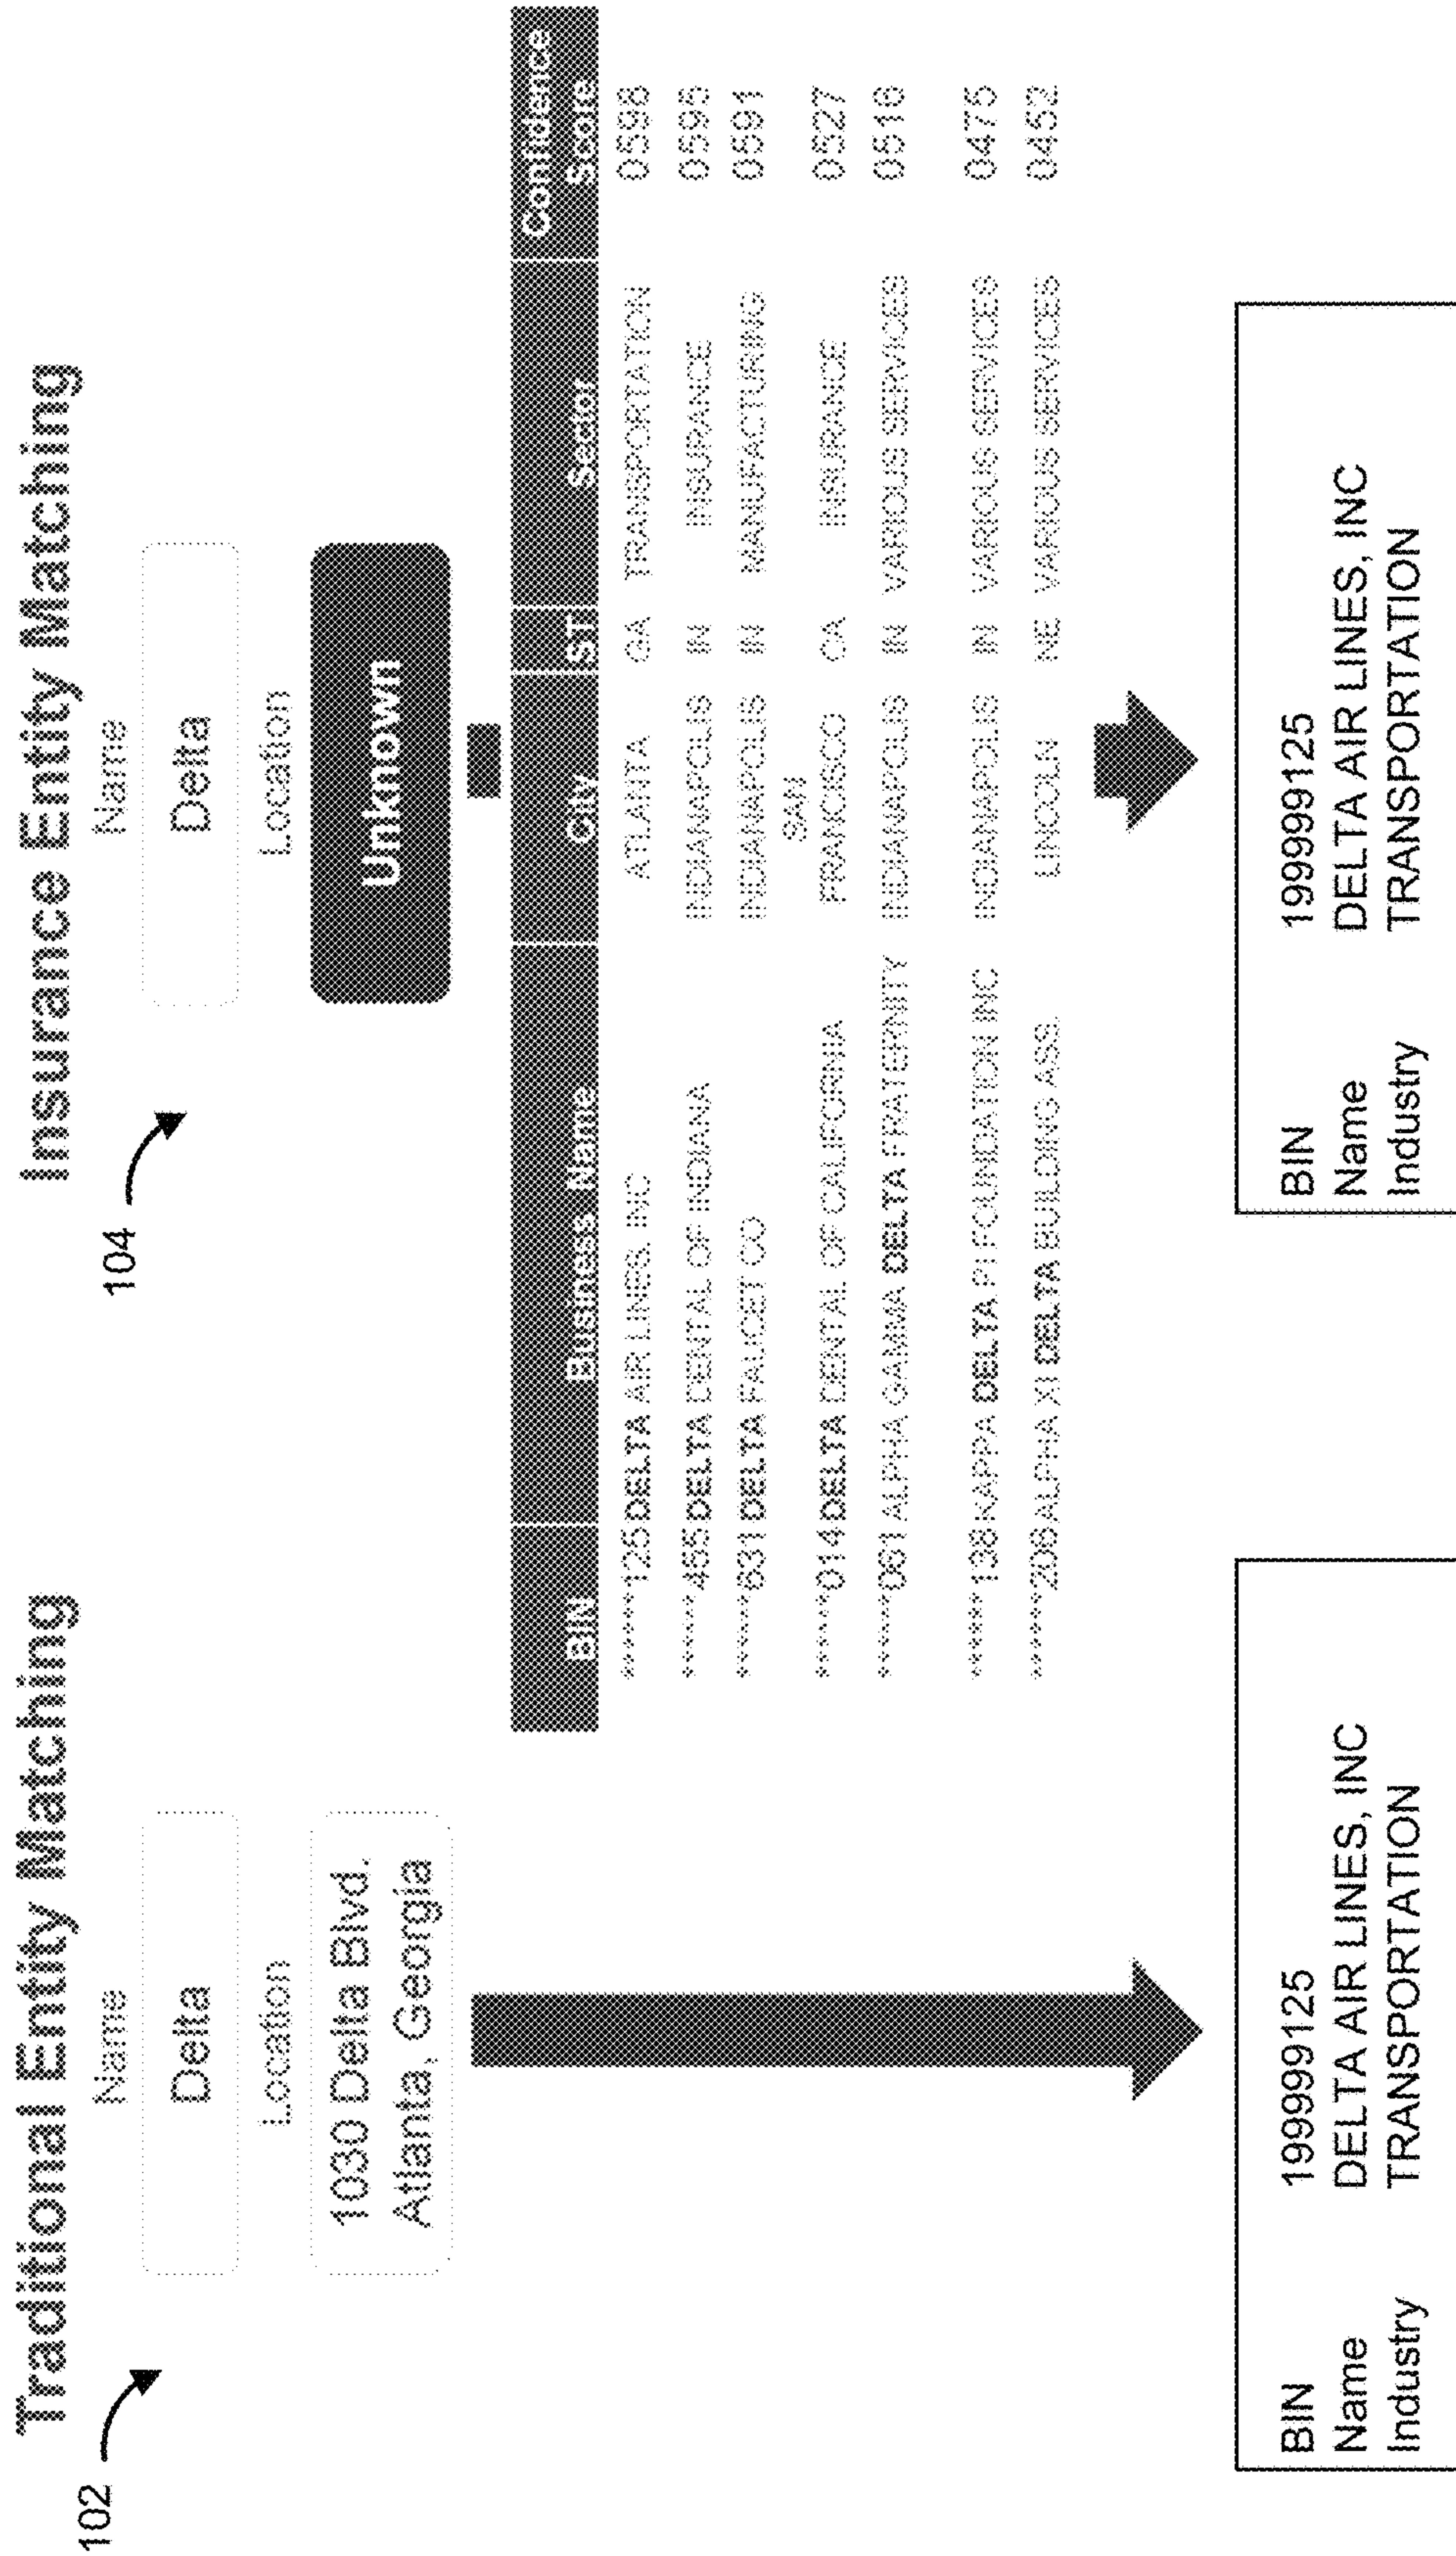 102
Traditional Entity Matching
Name
Delta
Location
1030 Delta Blvd.
Atlanta, Georgia
BIN 199999125
Name DELTA AIR LINES, INC
Industry TRANSPORTATION
104
Insurance Entity Matching
Name
Delta
Location
Unknown
BIN Business Name City ST Sector Confidence Score
******125 DELTA AIR LINES, INC ATLANTA GA TRANSPORTATION 0598
******455 DELTA DENTAL OF INDIANA INDIANAPOLIS IN INSURANCE 0595
******631 DELTA FAUCET CO INDIANAPOLIS IN MANUFACTURING 0591
******014 DELTA DENTAL OF CALIFORNIA SAN FRANCISCO CA INSURANCE 0527
******061 ALPHA GAMMA DELTA FRATERNITY INDIANAPOLIS IN VARIOUS SERVICES 0516
******138 KAPPA DELTA PI FOUNDATION INC INDIANAPOLIS IN VARIOUS SERVICES 0475
******206 ALPHA XI DELTA BUILDING ASS. LINCOLN NE VARIOUS SERVICES 0452
BIN 199999125
Name DELTA AIR LINES, INC
Industry TRANSPORTATION